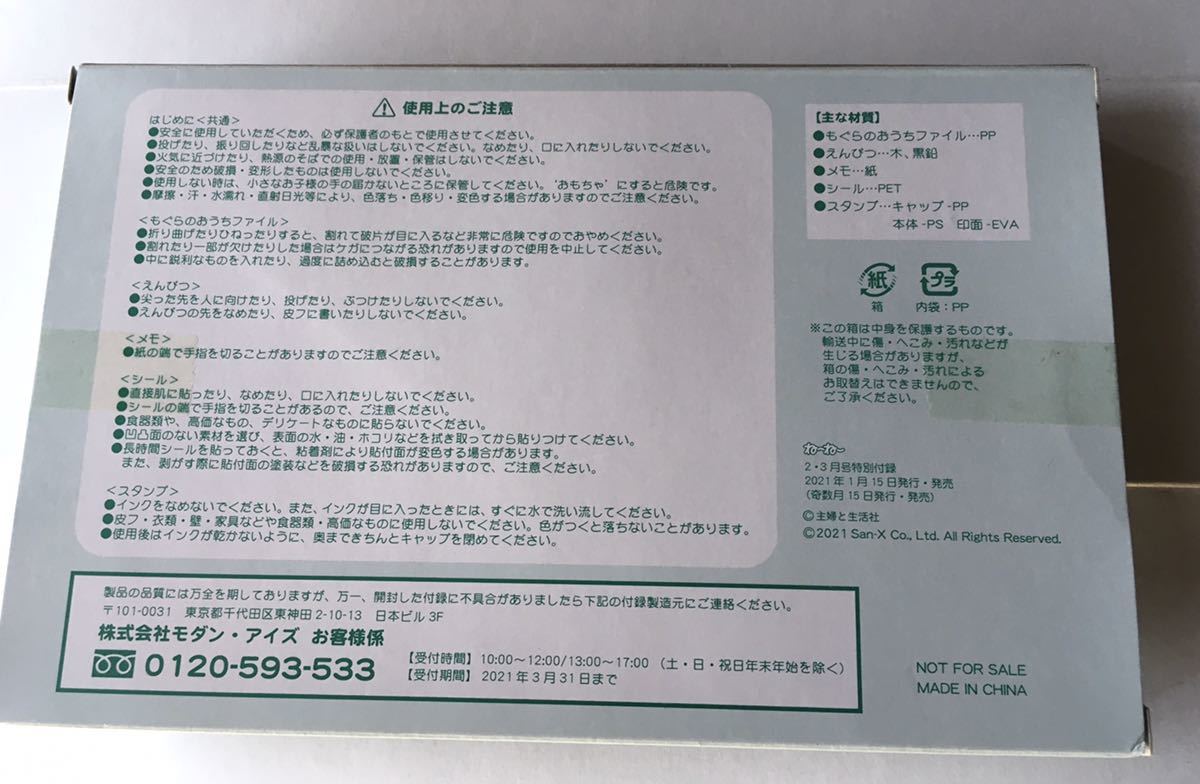 ⚠ 使用上のご注意
はじめに<共通>
●安全に使用していただくため、必ず保護者のもとで使用させてください。
●投げたり、振り回したりなど乱暴な扱いはしないでください。なめたり、口に入れたりしないでください。
●火気に近づけたり、熱源のそばでの使用・放置・保管はしないでください。
●安全のため破損・変形したものは使用しないでください。
●使用しない時は、小さなお子様の手の届かないところに保管してください。"おもちゃ"にすると危険です。
●摩擦・汗・水濡れ・直射日光等により、色落ち・色移り・変色する場合がありますのでご注意ください。
<もぐらのおうちファイル>
●折り曲げたりひねったりすると、割れて破片が目に入るなど非常に危険ですのでおやめください。
●割れたり一部が欠けたりした場合はケガにつながる恐れがありますので使用を中止してください。
●中に鋭利なものを入れたり、過度に詰め込むと破損することがあります。
<えんぴつ>
●尖った先を人に向けたり、投げたり、ぶつけたりしないでください。
●えんぴつの先をなめたり、皮フに書いたりしないでください。
<メモ>
●紙の端で手指を切ることがありますのでご注意ください。
<シール>
●直接肌に貼ったり、なめたり、口に入れたりしないでください。
●シールの端で手指を切ることがあるので、ご注意ください。
●食器類や、高価なもの、デリケートなものに貼らないでください。
●凹凸面のない素材を選び、表面の水・油・ホコリなどを拭き取ってから貼りつけてください。
●長時間シールを貼っておくと、粘着剤により貼付面が変色する場合があります。
また、剥がす際に貼付面の塗装などを破損する恐れがありますので、ご注意ください。
<スタンプ>
●インクをなめないでください。また、インクが目に入ったときには、すぐに水で洗い流してください。
●皮フ・衣類・壁・家具などや食器類・高価なものに使用しないでください。色がつくと落ちないことがあります。
●使用後はインクが乾かないように、奥まできちんとキャップを閉めてください。
【主な材質】
●もぐらのおうちファイル…PP
●えんぴつ…木、黒鉛
●メモ…紙
●シール…PET
●スタンプ…キャップ-PP
本体-PS 印面-EVA
紙 プラ
箱 内袋:PP
※この箱は中身を保護するものです。
輸送中に傷・へこみ・汚れなどが
生じる場合がありますが、
箱の傷・へこみ・汚れによる
お取替えはできませんので、
ご了承ください。
ねーねー
2・3月号特別付録
2021年1月15日発行・発売
(奇数月15日発行・発売)
©主婦と生活社
©2021 San-X Co., Ltd. All Rights Reserved.
製品の品質には万全を期しておりますが、万一、開封した付録に不具合がありましたら下記の付録製造元にご連絡ください。
〒101-0031 東京都千代田区東神田2-10-13 日本ビル3F
株式会社モダン・アイズ お客様係
0120-593-533 【受付時間】10:00〜12:00/13:00〜17:00(土・日・祝日年末年始を除く)
【受付期間】2021年3月31日まで
NOT FOR SALE
MADE IN CHINA